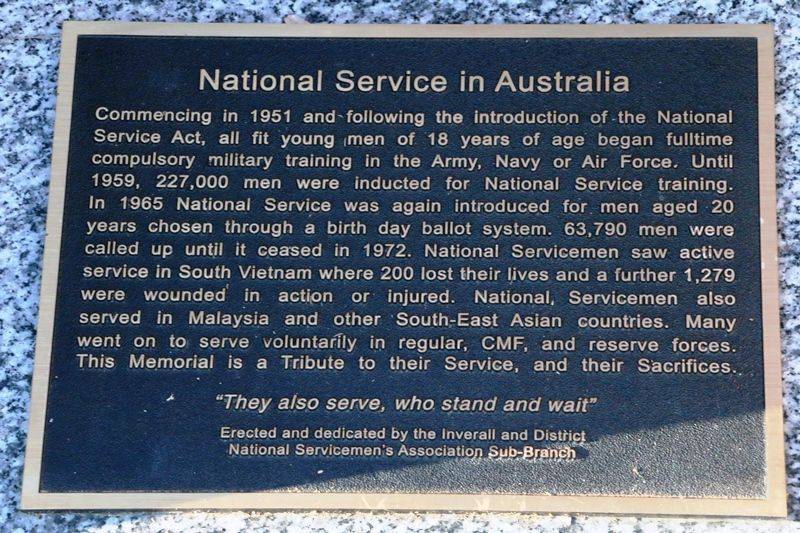 National Service in Australia
Commencing in 1951 and following the introduction of the National
Service Act, all fit young men of 18 years of age began fulltime
compulsory military training in the Army, Navy or Air Force. Until
1959, 227,000 men were inducted for National Service training.
In 1965 National Service was again introduced for men aged 20
years chosen through a birth day ballot system. 63,790 men were
called up until it ceased in 1972. National Servicemen saw active
service in South Vietnam where 200 lost their lives and a further 1,279
were wounded in action or injured. National Servicemen also
served in Malaysia and other South-East Asian countries. Many
went on to serve voluntarily in regular, CMF, and reserve forces.
This Memorial is a Tribute to their Service, and their Sacrifices.
“They also serve, who stand and wait”
Erected and dedicated by the Inverall and District
National Servicemen's Association Sub-Branch